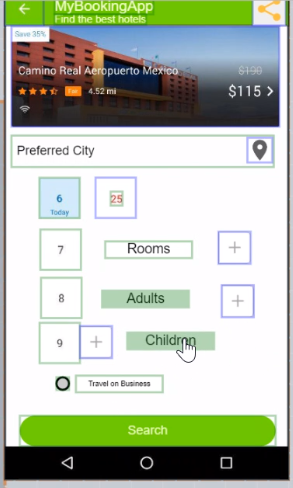 MyBookingApp
Find the best hotels
Save 35%
Camino Real Aeropuerto Mexico
$190
Fair 4.52 mi
$115
Preferred City
6 25
Today
7 Rooms +
8 Adults +
9 + Children
Travel on Business
Search